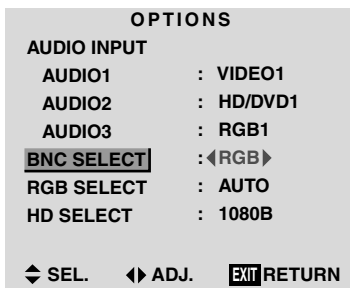 OPTIONS
AUDIO INPUT
AUDIO1 : VIDEO1
AUDIO2 : HD/DVD1
AUDIO3 : RGB1
BNC SELECT :◀RGB▶
RGB SELECT : AUTO
HD SELECT : 1080B
▲▼ SEL. ◀▶ ADJ. EXIT RETURN